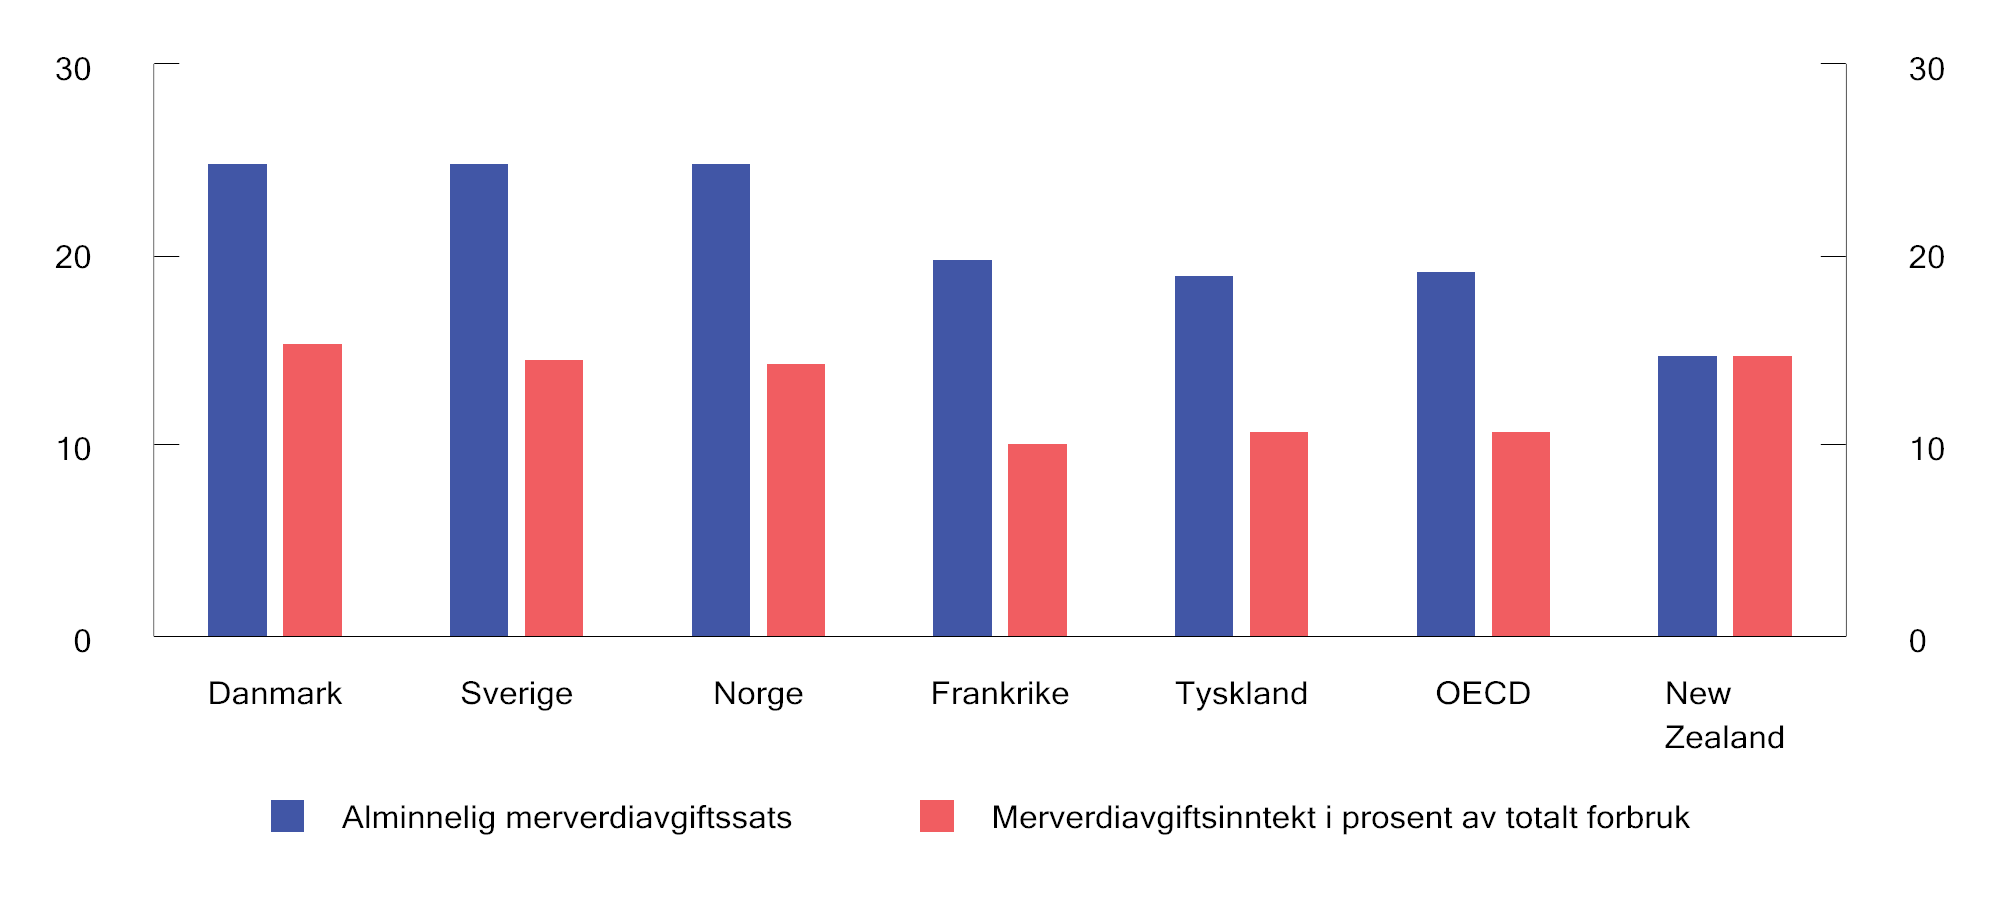 30 30
20 20
10 10
0 0
Danmark Sverige Norge Frankrike Tyskland OECD New
Zealand
Alminnelig merverdiavgiftssats Merverdiavgiftsinntekt i prosent av totalt forbruk